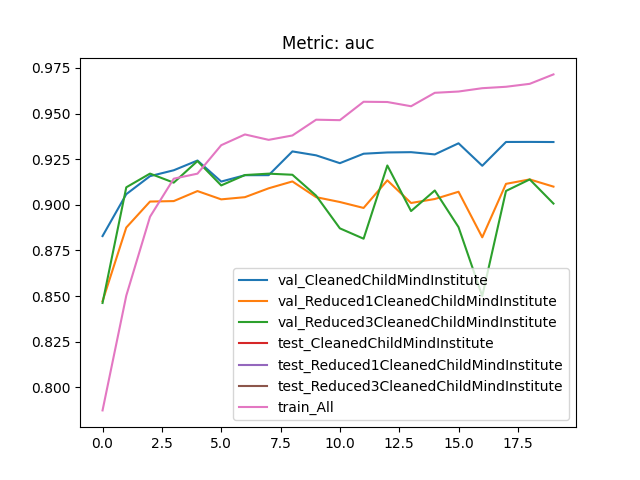 Metric: auc
0.975
0.950
0.925
0.900
0.875
0.850
0.825
0.800
val_CleanedChildMindInstitute
val_Reduced1CleanedChildMindInstitute
val_Reduced3CleanedChildMindInstitute
test_CleanedChildMindInstitute
test_Reduced1CleanedChildMindInstitute
test_Reduced3CleanedChildMindInstitute
train_All
0.0 2.5 5.0 7.5 10.0 12.5 15.0 17.5